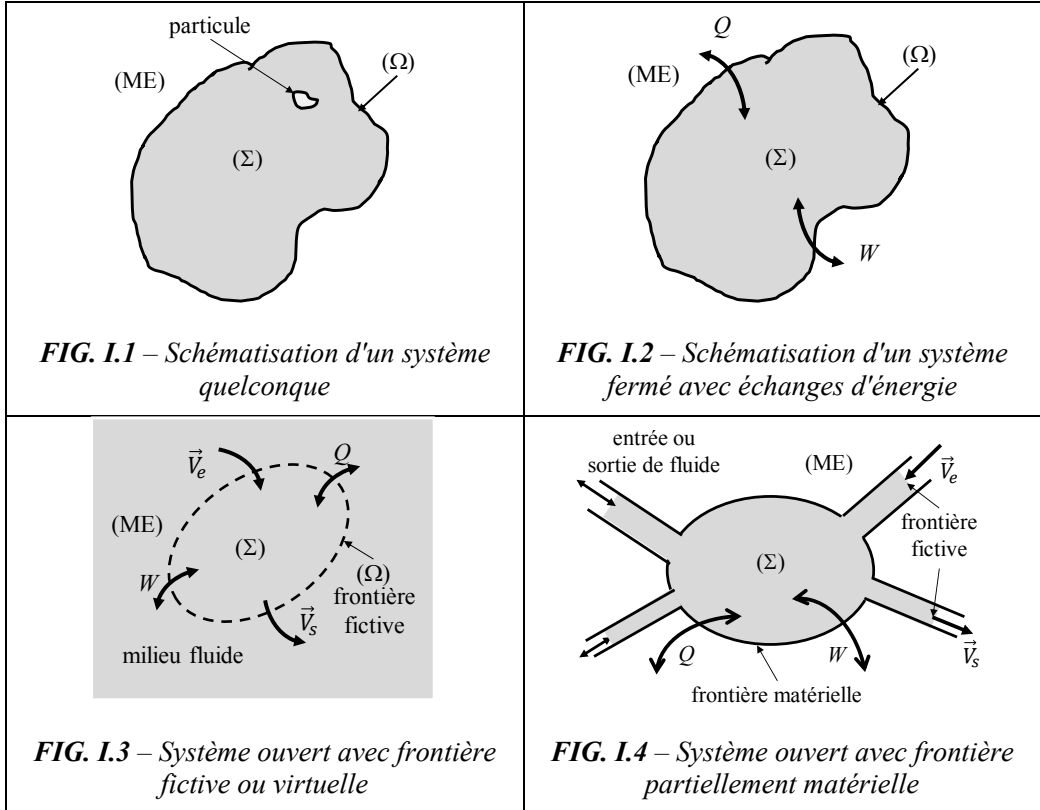 particule
(Ω)
(ME)
(Σ)
FIG. I.1 – Schématisation d'un système
quelconque
Q
(Ω)
(ME)
(Σ)
W
FIG. I.2 – Schématisation d'un système
fermé avec échanges d'énergie
V⃗e
Q
(ME)
(Σ)
W
(Ω)
frontière
fictive
V⃗s
milieu fluide
FIG. I.3 – Système ouvert avec frontière
fictive ou virtuelle
entrée ou
sortie de fluide
(ME)
V⃗e
frontière
fictive
(Σ)
Q
W
V⃗s
frontière matérielle
FIG. I.4 – Système ouvert avec frontière
partiellement matérielle